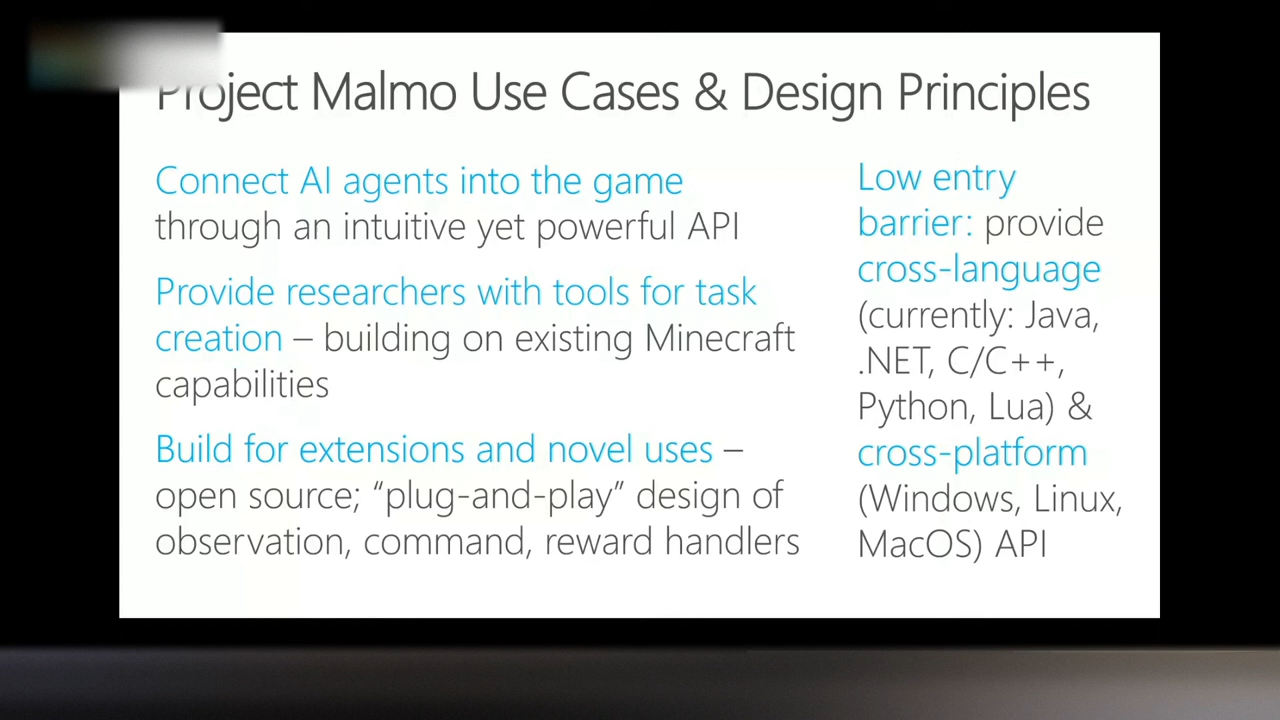 Project Malmo Use Cases & Design Principles
Connect AI agents into the game
through an intuitive yet powerful API
Provide researchers with tools for task
creation – building on existing Minecraft
capabilities
Build for extensions and novel uses –
open source; “plug-and-play” design of
observation, command, reward handlers
Low entry
barrier: provide
cross-language
(currently: Java,
.NET, C/C++,
Python, Lua) &
cross-platform
(Windows, Linux,
MacOS) API